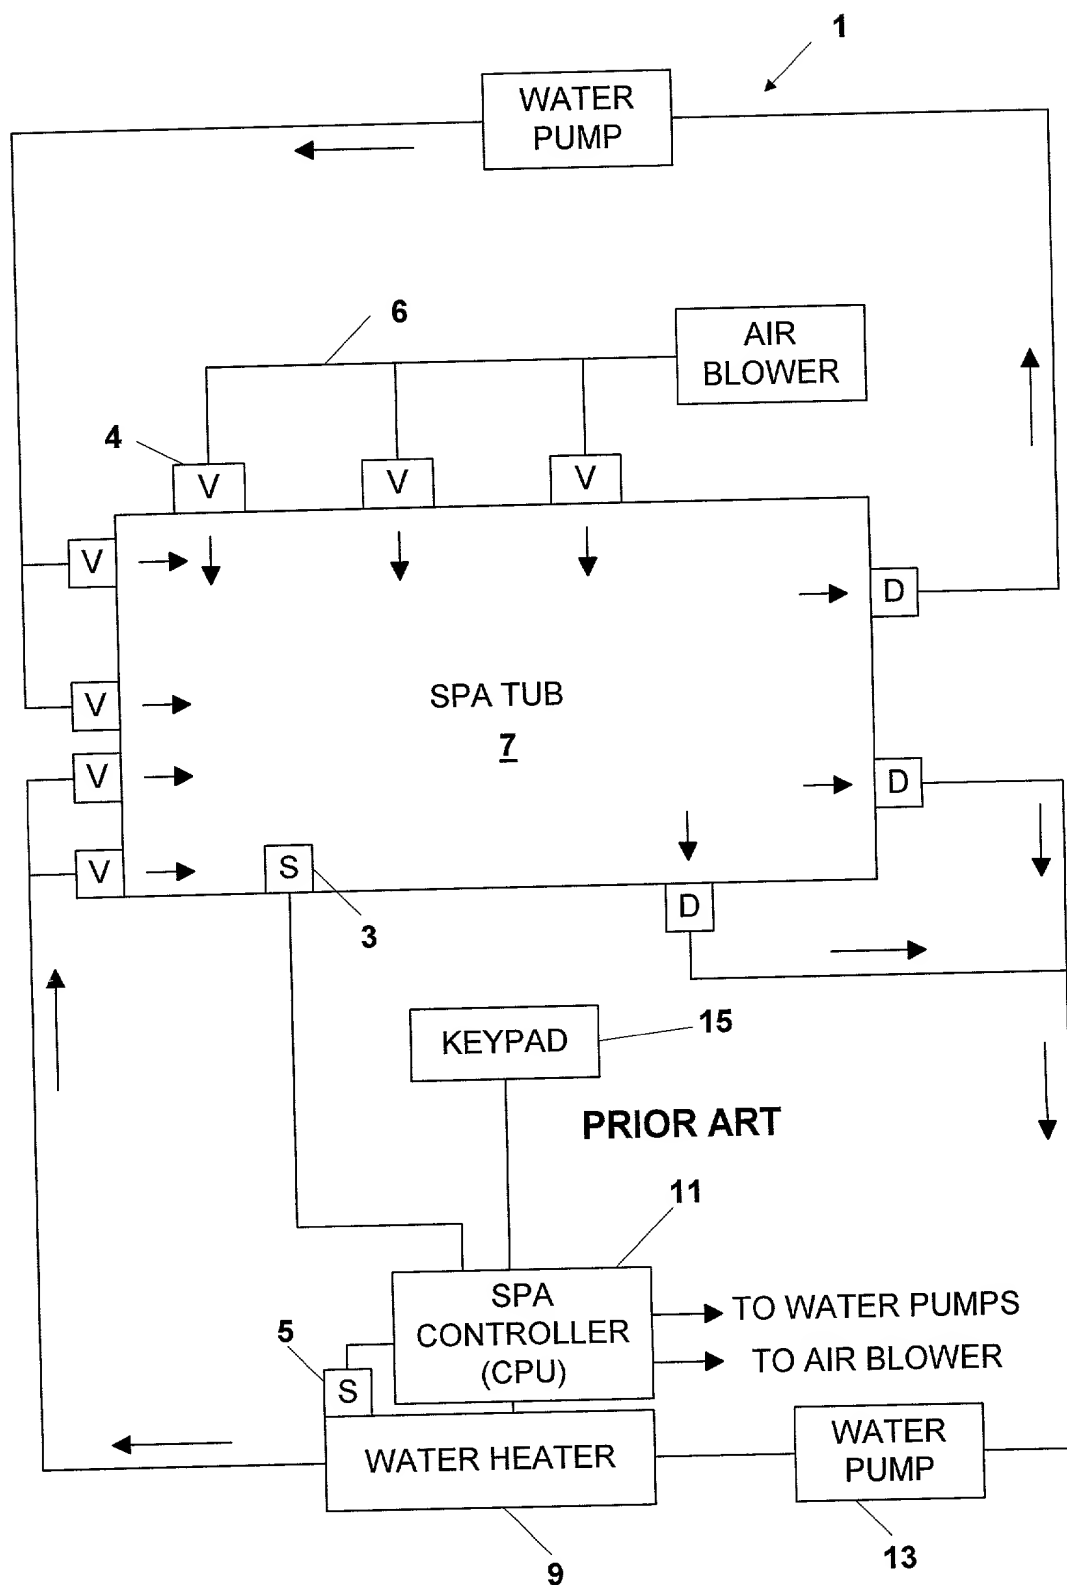 1
WATER
PUMP
6
AIR
BLOWER
4
V
V
V
V
D
V
SPA TUB
7
V
D
V
S
D
3
KEYPAD
15
PRIOR ART
11
SPA
CONTROLLER
(CPU)
TO WATER PUMPS
TO AIR BLOWER
5
S
WATER HEATER
WATER
PUMP
9
13